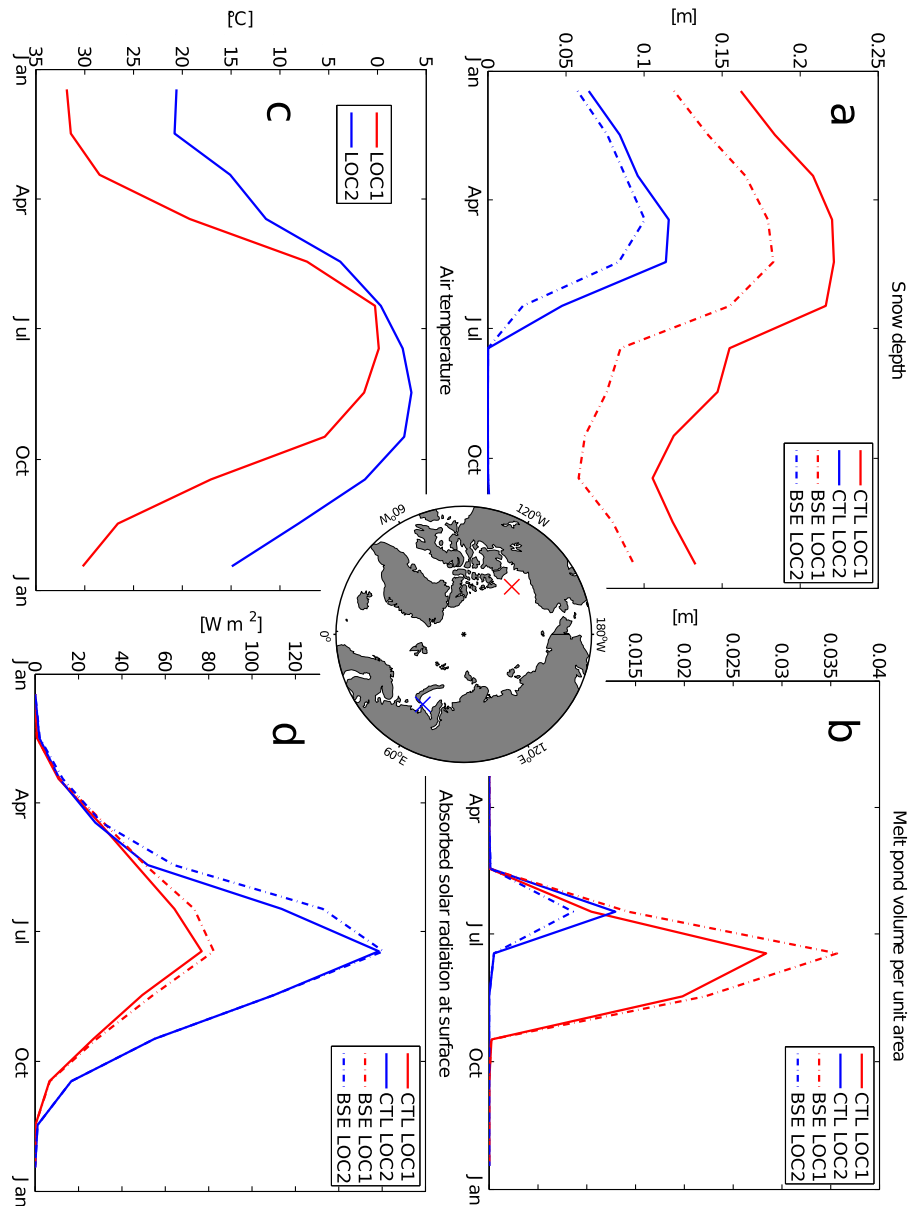 Snow depth
a
[m]
0.25
0.2
0.15
0.1
0.05
0
Jan Apr Jul Oct
CTL LOC1
CTL LOC2
BSE LOC1
BSE LOC2
Melt pond volume per unit area
b
[m]
0.04
0.035
0.03
0.025
0.02
0.015
Apr Jul Oct Jan
CTL LOC1
CTL LOC2
BSE LOC1
BSE LOC2
180°W
120°W
120°E
60°W
60°E
0°
Air temperature
c
[°C]
5
0
5
10
15
20
25
30
35
Jan Apr Jul Oct Jan
LOC1
LOC2
Absorbed solar radiation at surface
d
[W m ²]
120
100
80
60
40
20
0
Jan Apr Jul Oct Jan
CTL LOC1
CTL LOC2
BSE LOC1
BSE LOC2